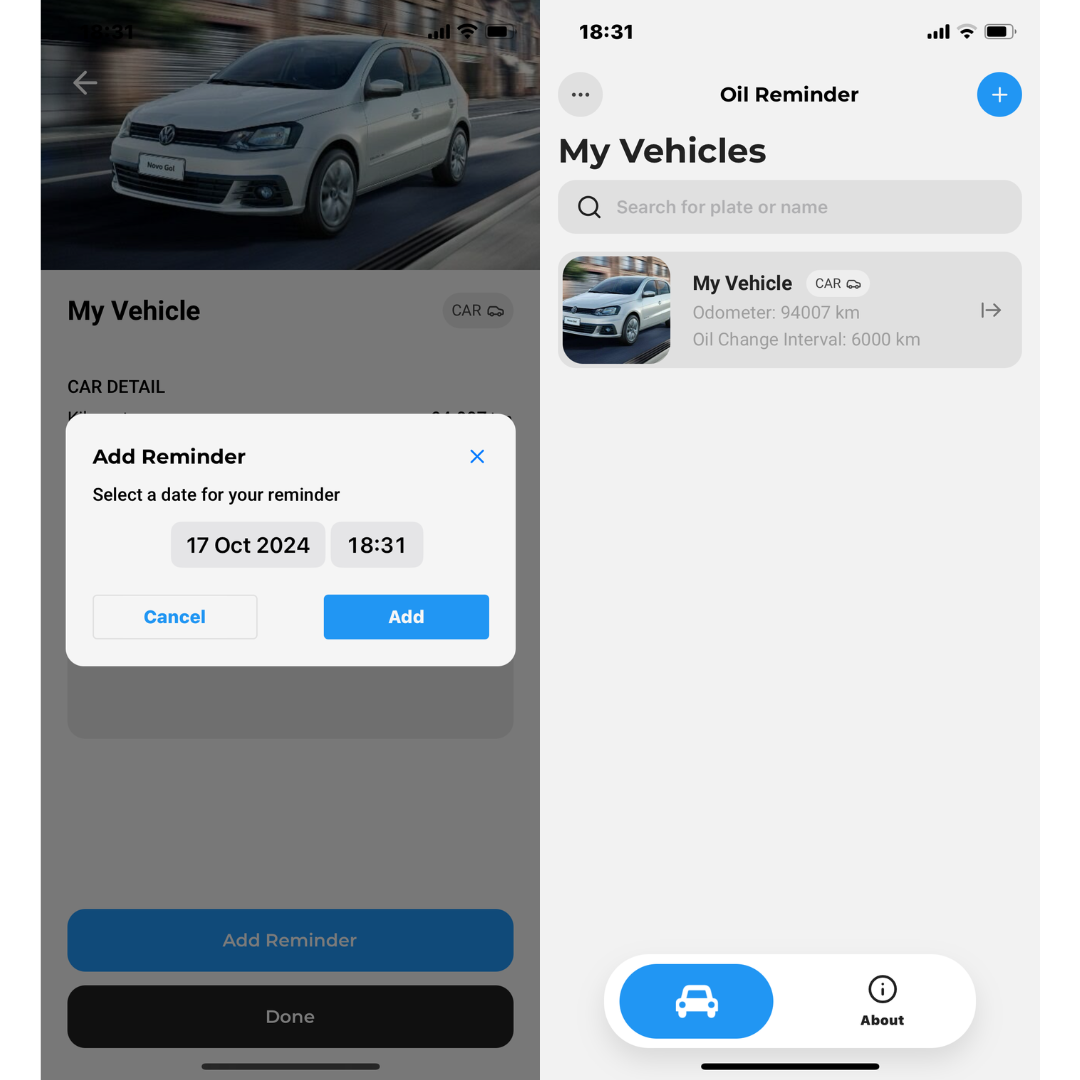 18:31
Novo Gol
My Vehicle
CAR
CAR DETAIL
Add Reminder
Select a date for your reminder
17 Oct 2024
18:31
Cancel
Add
Add Reminder
Done
18:31
Oil Reminder
My Vehicles
Search for plate or name
My Vehicle
CAR
Odometer: 94007 km
Oil Change Interval: 6000 km
About